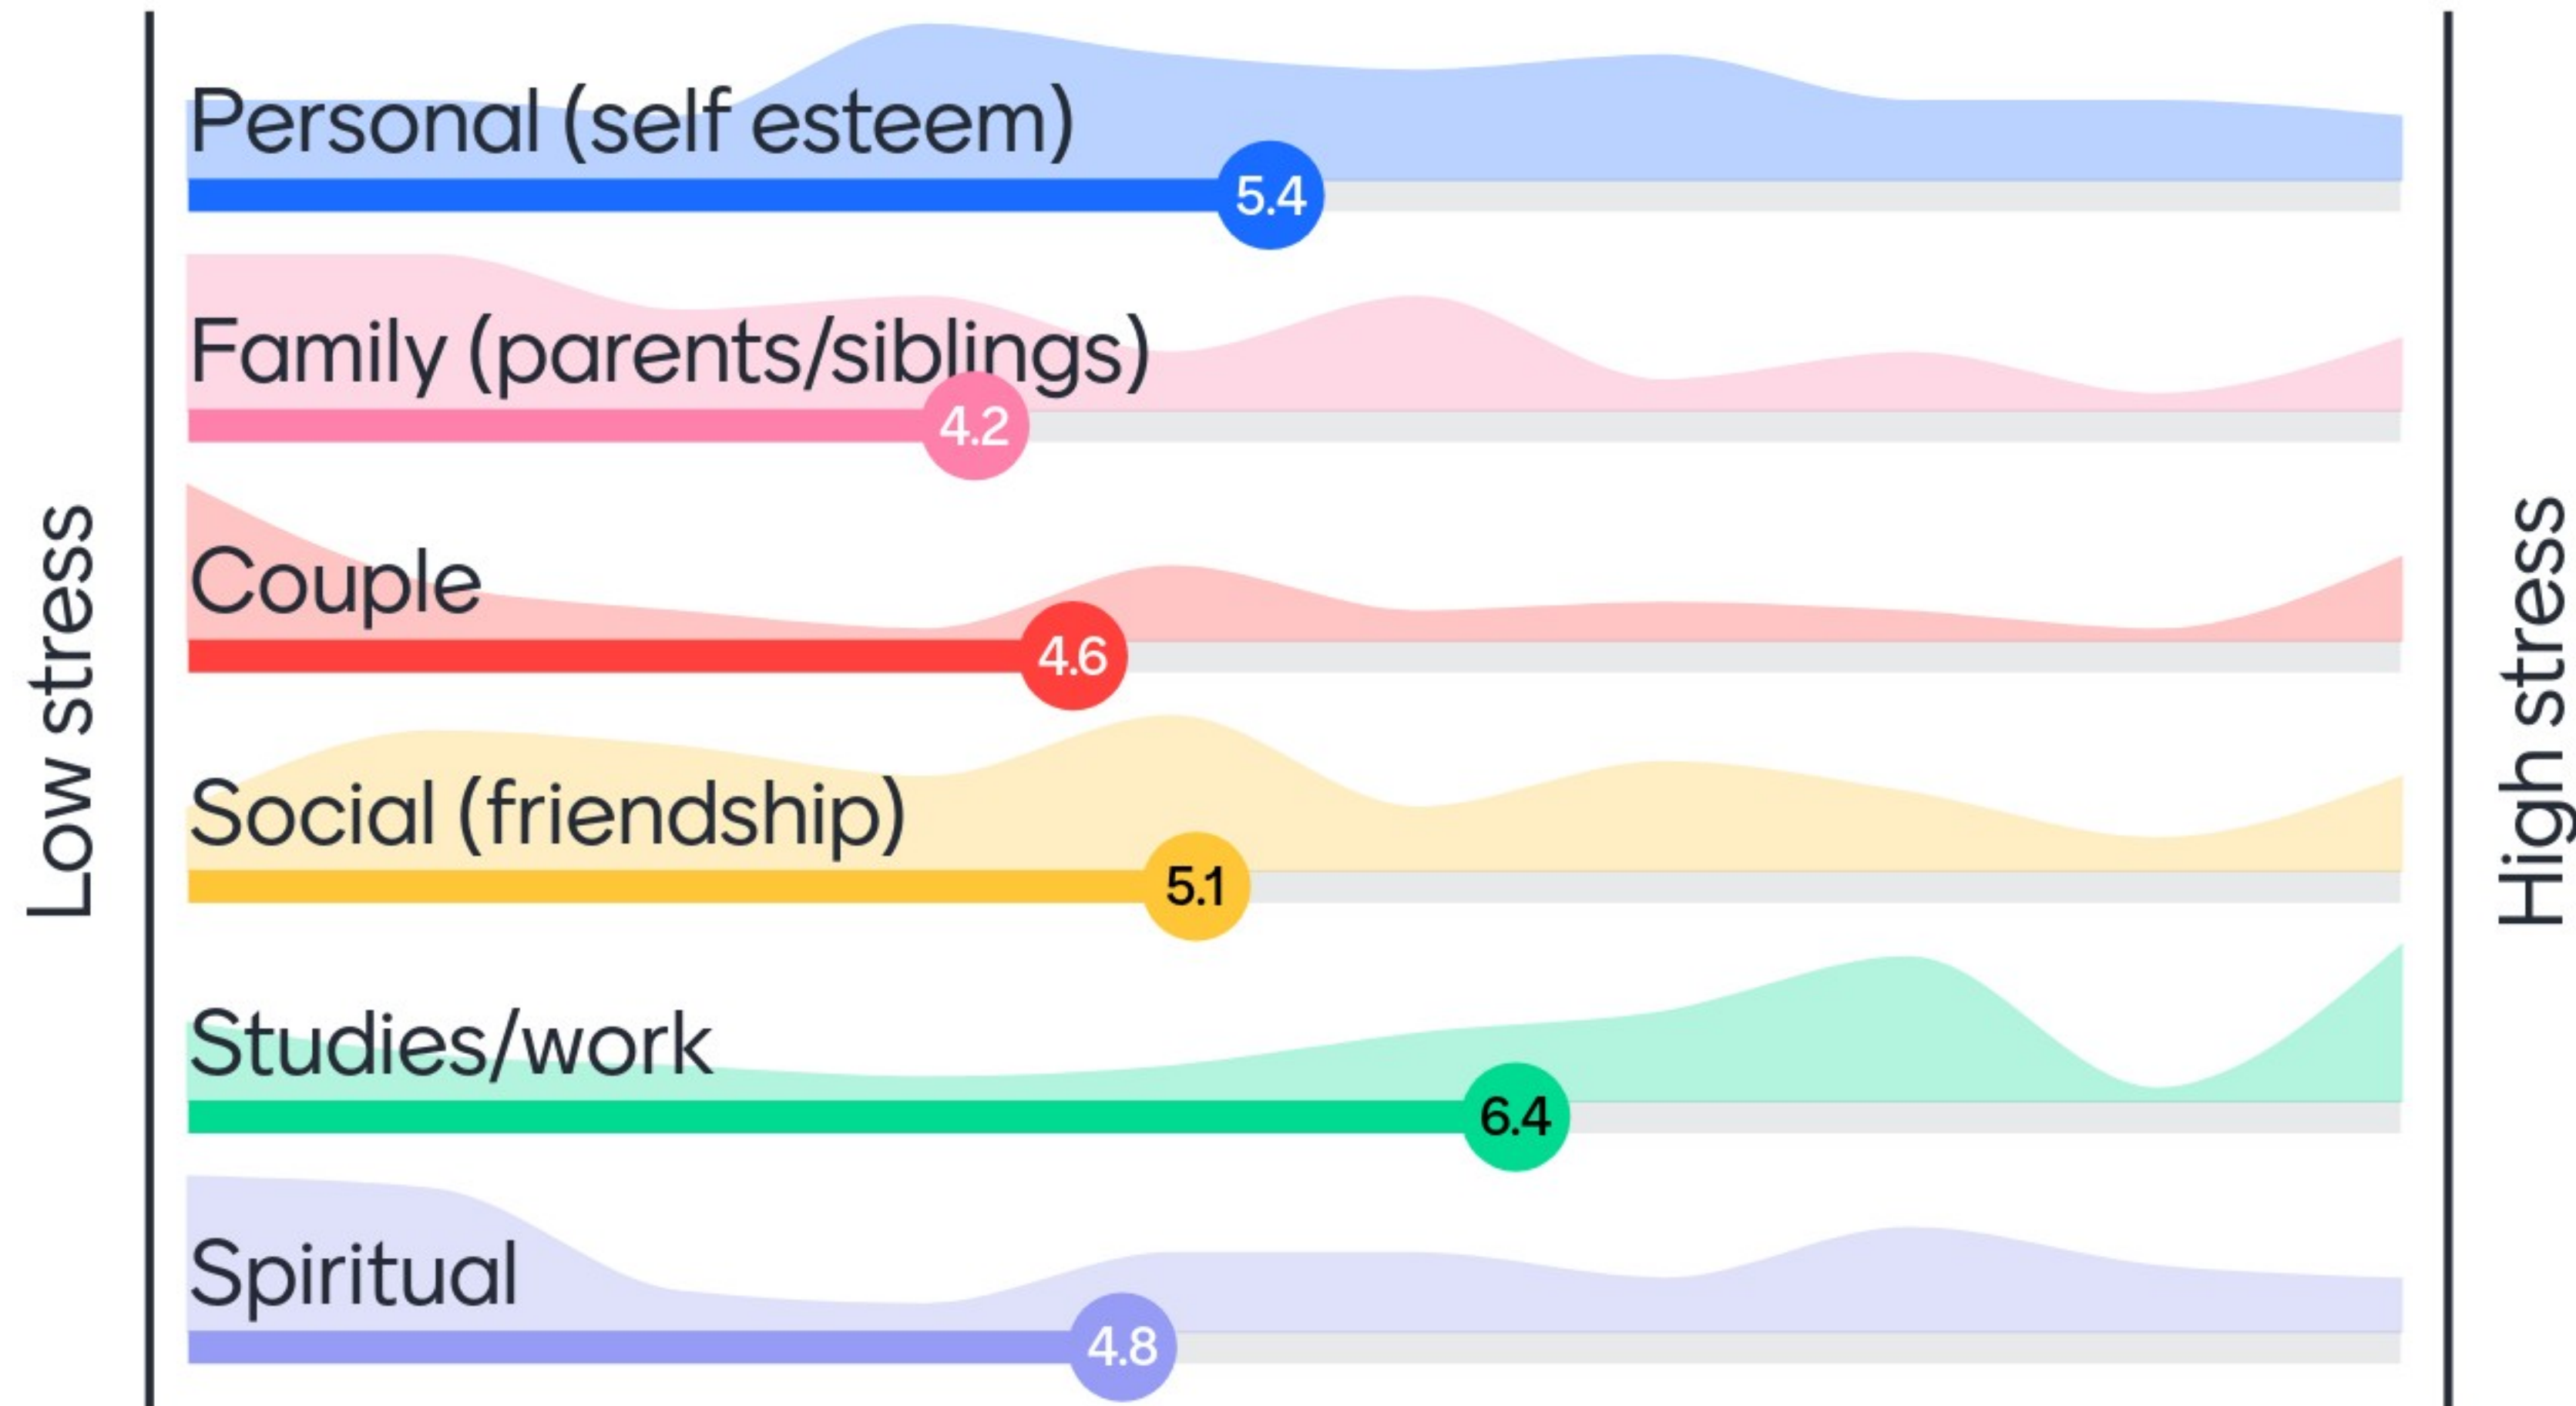 Low stress
Personal (self esteem)
5.4
Family (parents/siblings)
4.2
Couple
4.6
Social (friendship)
5.1
Studies/work
6.4
Spiritual
4.8
High stress